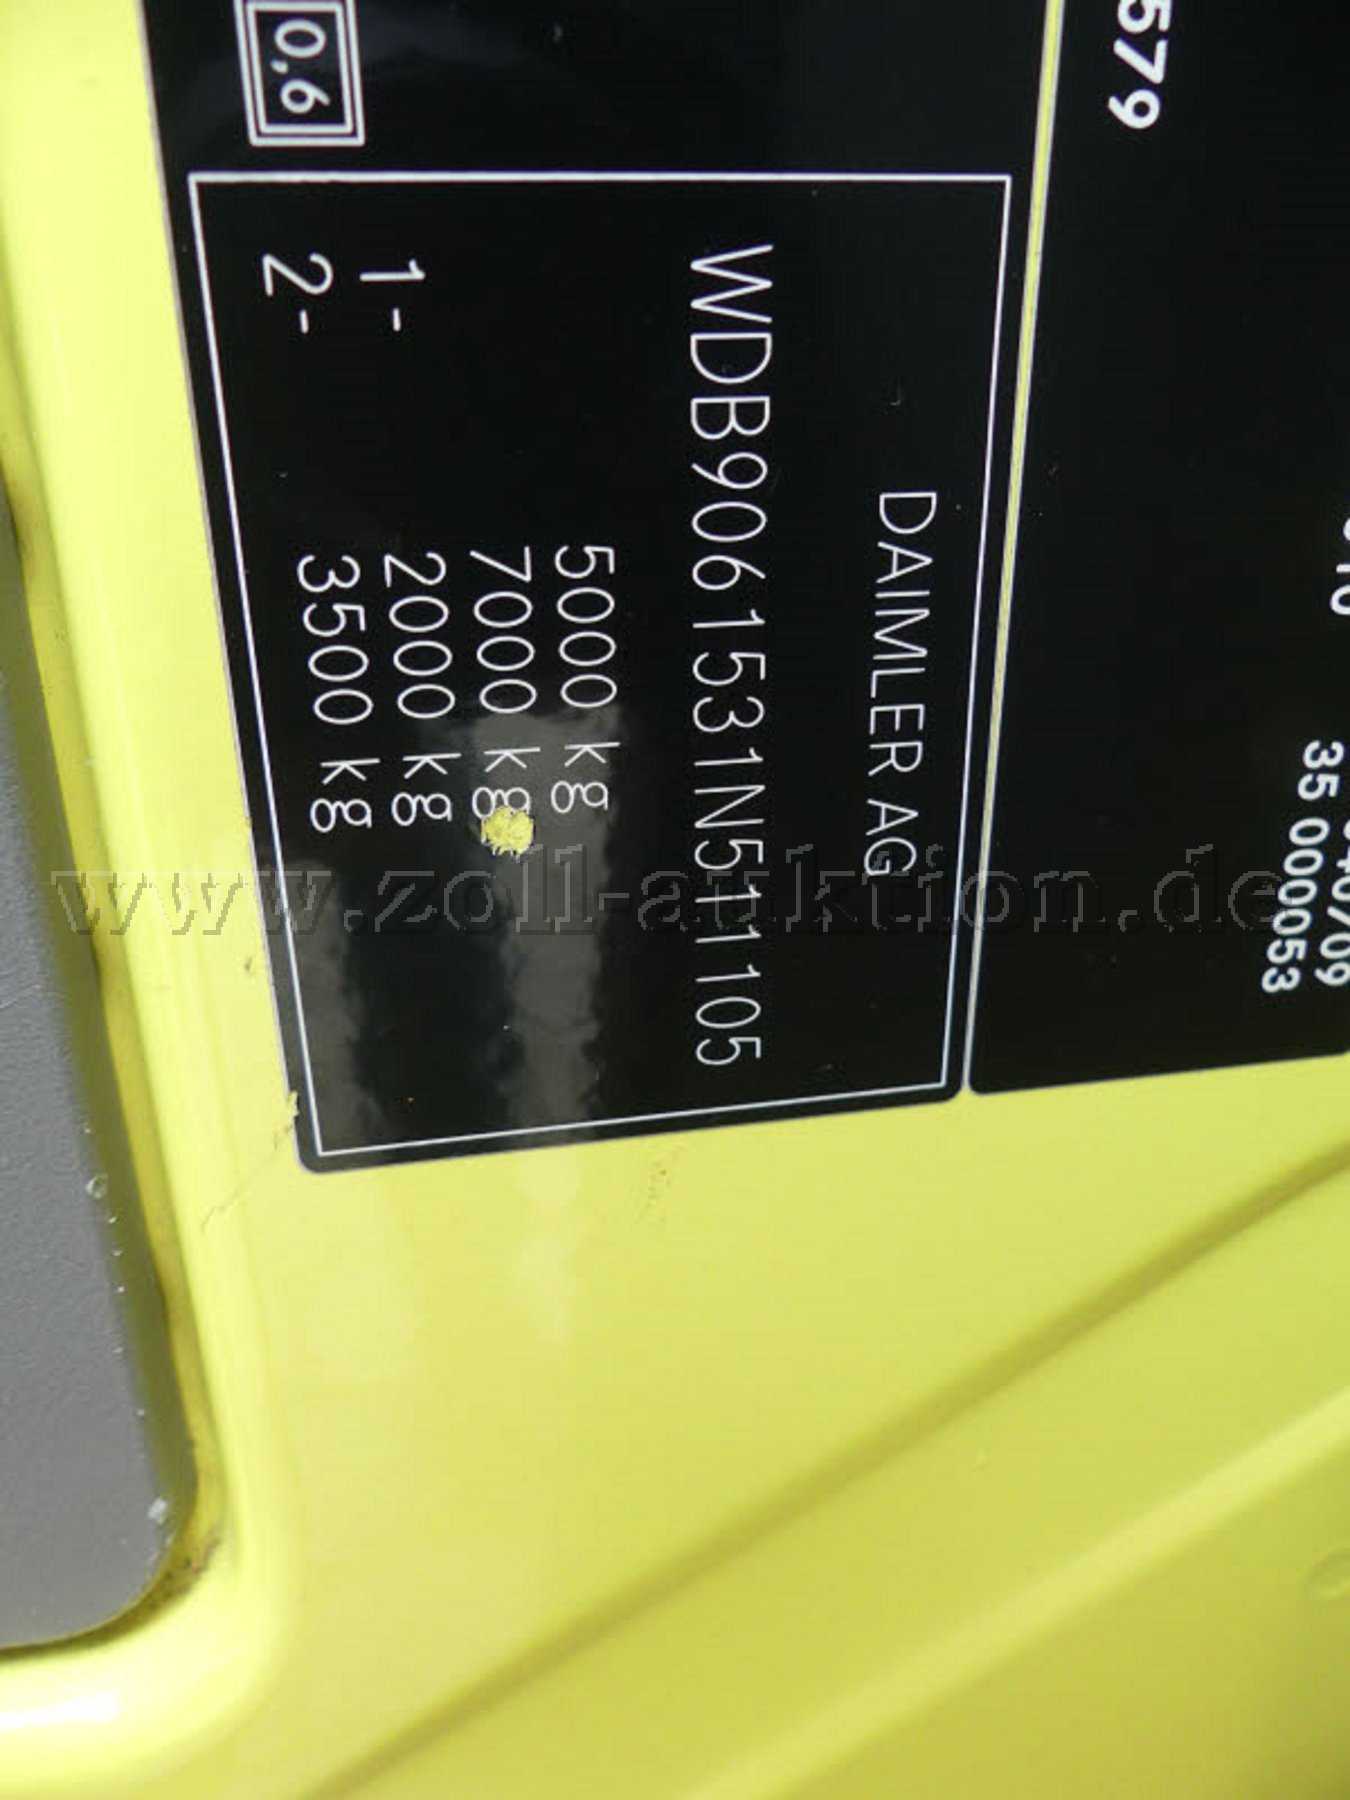 579
35 000053
0,6
DAIMLER AG
WDB9061531N511105
5000 kg
7000 kg
1- 2000 kg
2- 3500 kg
www.zoll-auktion.de